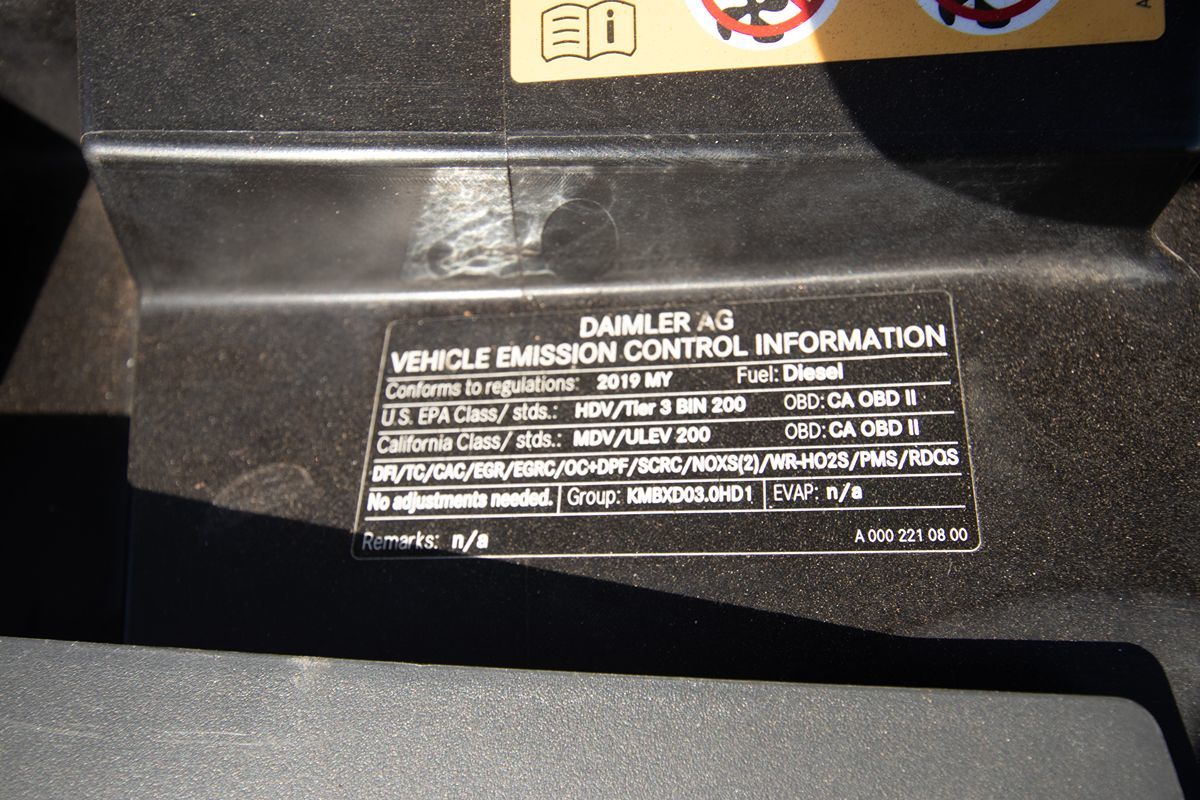 DAIMLER AG
VEHICLE EMISSION CONTROL INFORMATION
Conforms to regulations: 2019 MY Fuel: Diesel
U.S. EPA Class/ stds.: HDV/Tier 3 BIN 200 OBD: CA OBD II
California Class/ stds.: MDV/ULEV 200 OBD: CA OBD II
DFI/TC/CAC/EGR/EGRC/OC+DPF/SCRC/NOXS(2)/WR-HO2S/PMS/RDQS
No adjustments needed. Group: KMBXD03.0HD1 EVAP: n/a
Remarks: n/a A 000 221 08 00